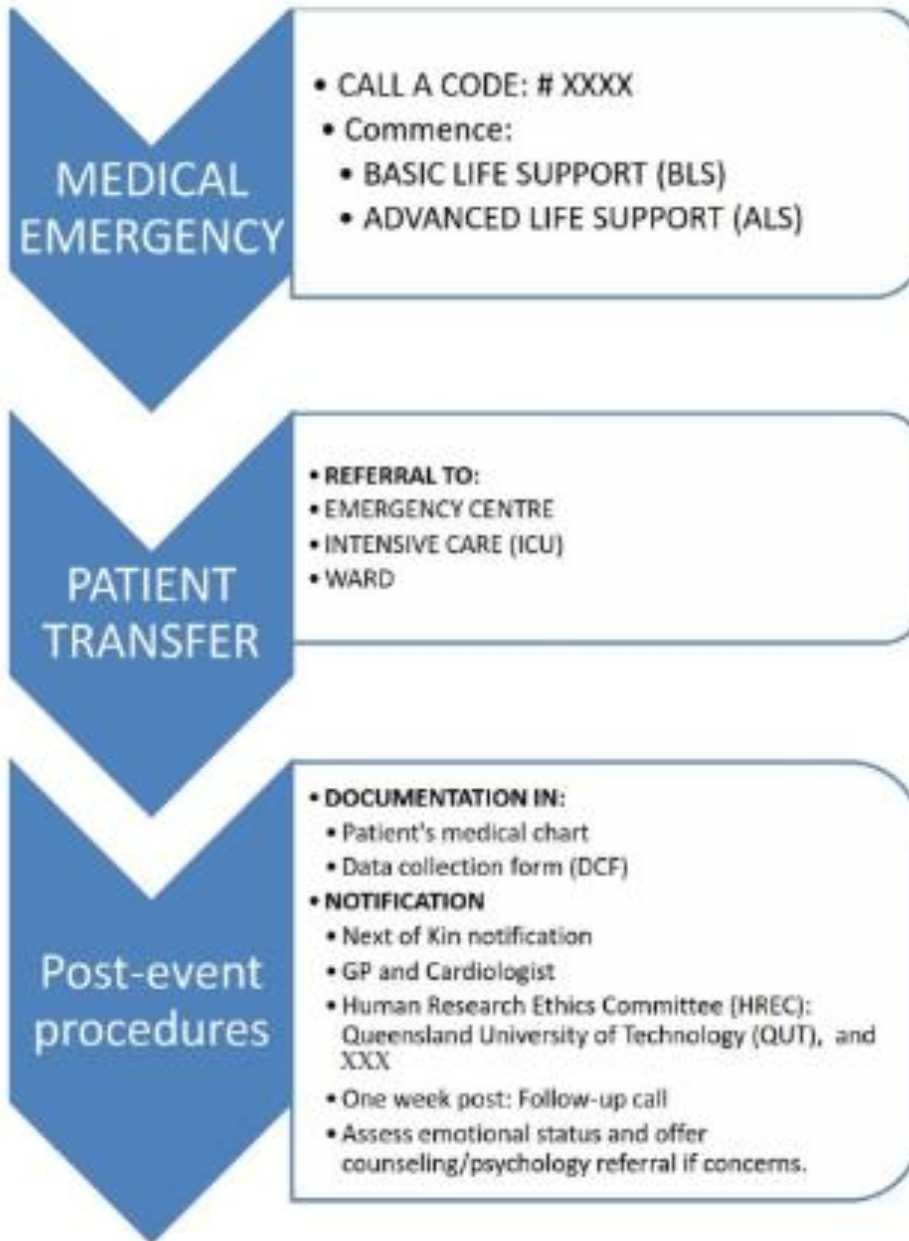 MEDICAL
EMERGENCY
• CALL A CODE: # XXXX
• Commence:
• BASIC LIFE SUPPORT (BLS)
• ADVANCED LIFE SUPPORT (ALS)
PATIENT
TRANSFER
• REFERRAL TO:
• EMERGENCY CENTRE
• INTENSIVE CARE (ICU)
• WARD
Post-event
procedures
• DOCUMENTATION IN:
• Patient's medical chart
• Data collection form (DCF)
• NOTIFICATION
• Next of Kin notification
• GP and Cardiologist
• Human Research Ethics Committee (HREC):
Queensland University of Technology (QUT), and
XXX
• One week post: Follow-up call
• Assess emotional status and offer
counseling/psychology referral if concerns.